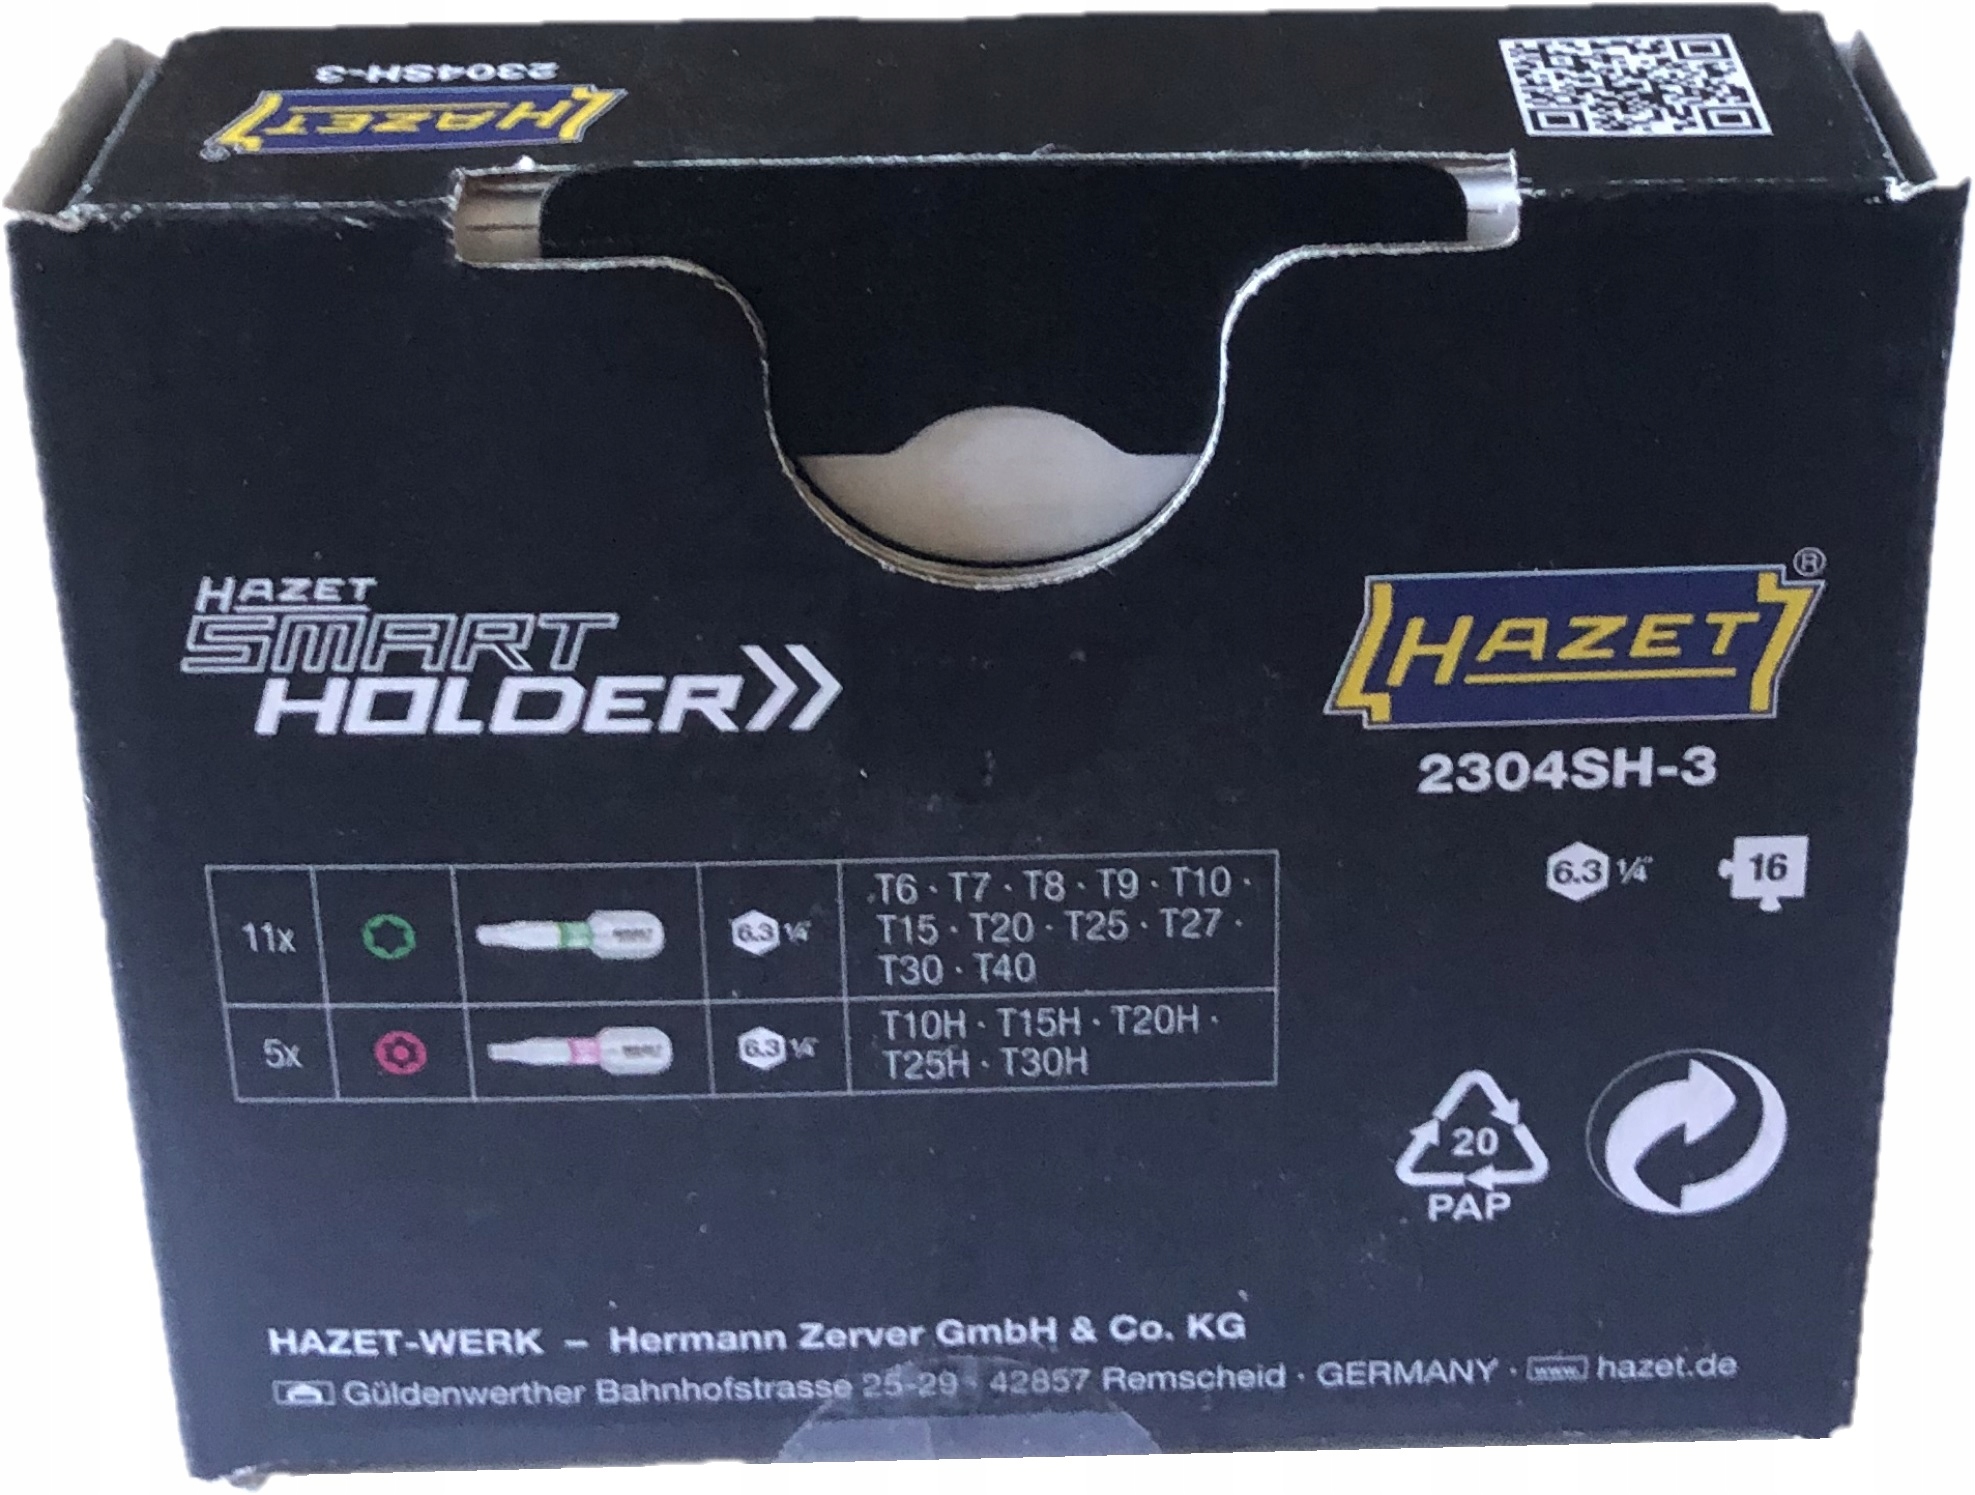 2304SH-3
HAZET
®
HAZET
SMART
HOLDER
HAZET
®
2304SH-3
6.3 1/4" 16
11x 6.3 1/4" T6 · T7 · T8 · T9 · T10 ·
T15 · T20 · T25 · T27 ·
T30 · T40
5x 6.3 1/4" T10H · T15H · T20H ·
T25H · T30H
20
PAP
HAZET-WERK – Hermann Zerver GmbH & Co. KG
Güldenwerther Bahnhofstrasse 25-29 · 42857 Remscheid · GERMANY · www. hazet.de